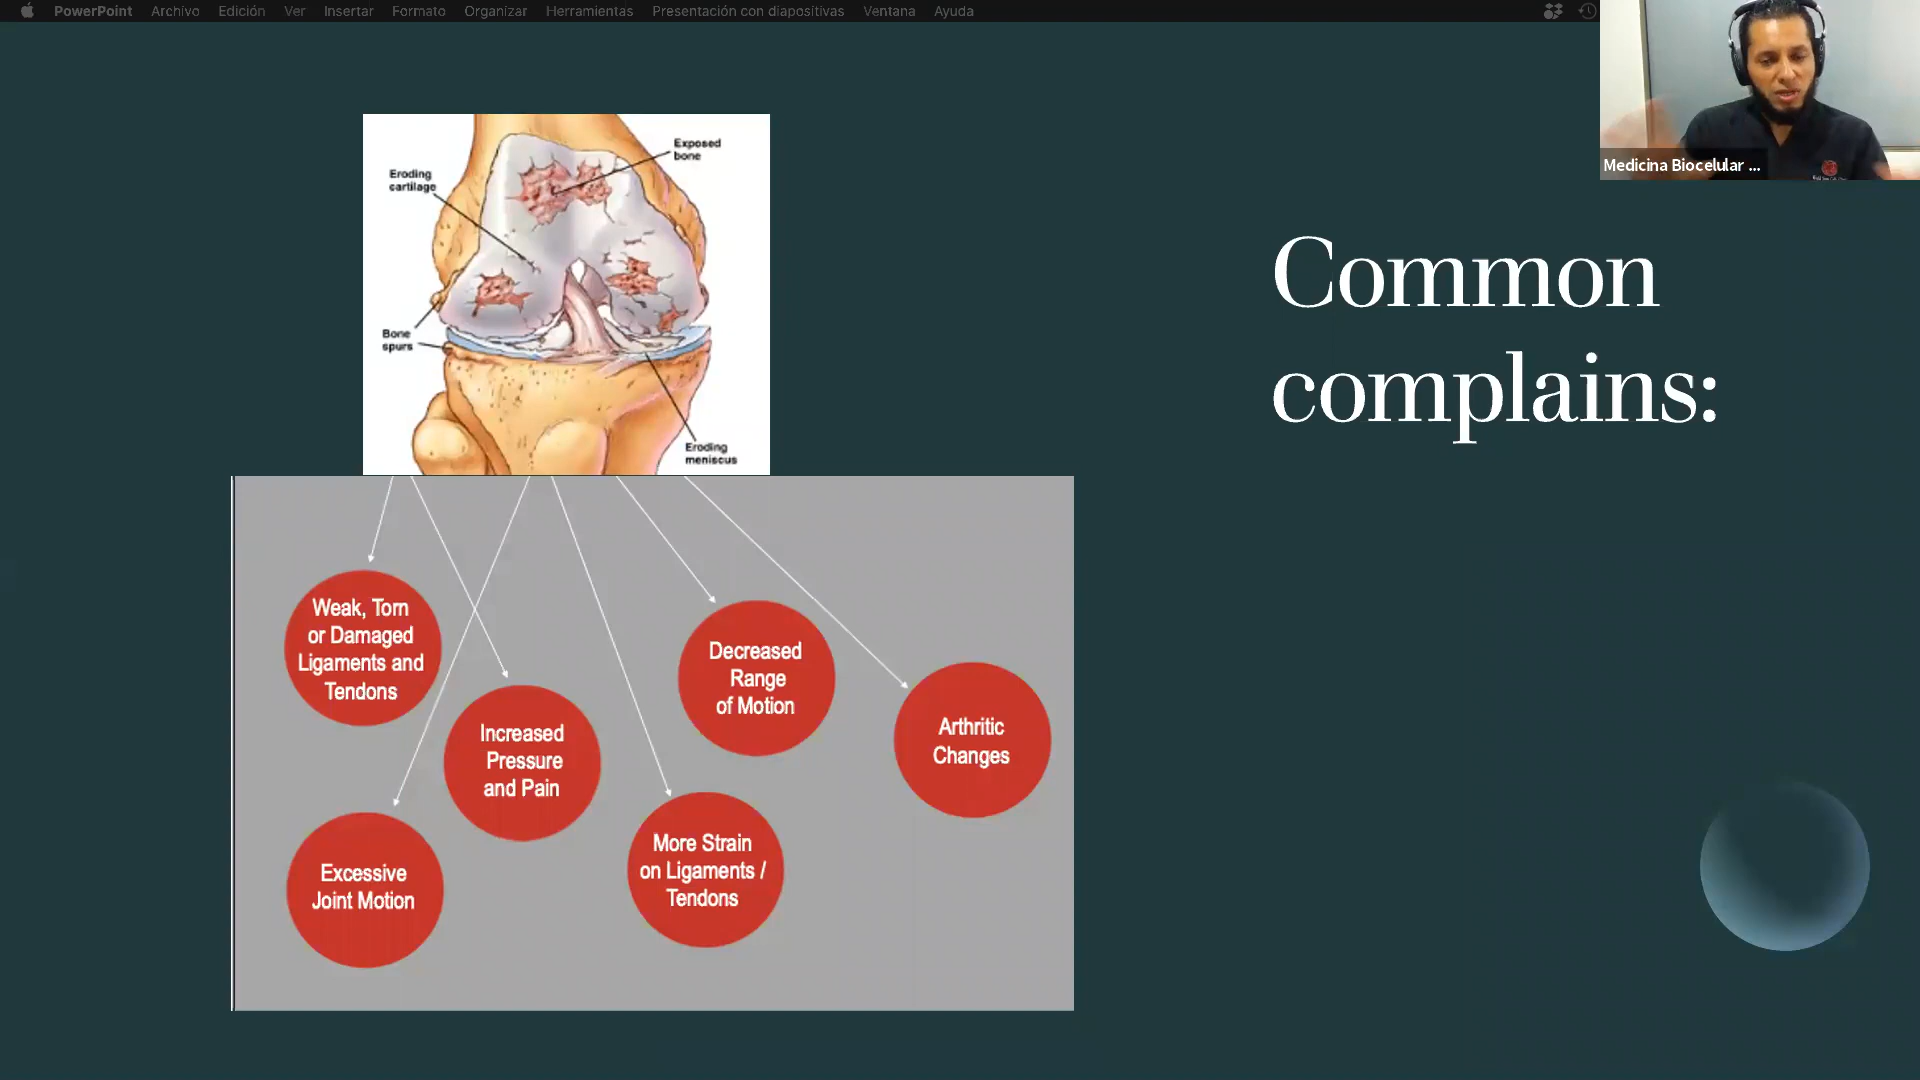 PowerPoint Archivo Edición Ver Insertar Formato Organizar Herramientas Presentación con diapositivas Ventana Ayuda
Medicina Biocelular ...
Exposed
bone
Eroding
cartilage
Bone
spurs
Eroding
meniscus
Common
complains:
Weak, Torn
or Damaged
Ligaments and
Tendons
Increased
Pressure
and Pain
Decreased
Range
of Motion
Arthritic
Changes
Excessive
Joint Motion
More Strain
on Ligaments /
Tendons